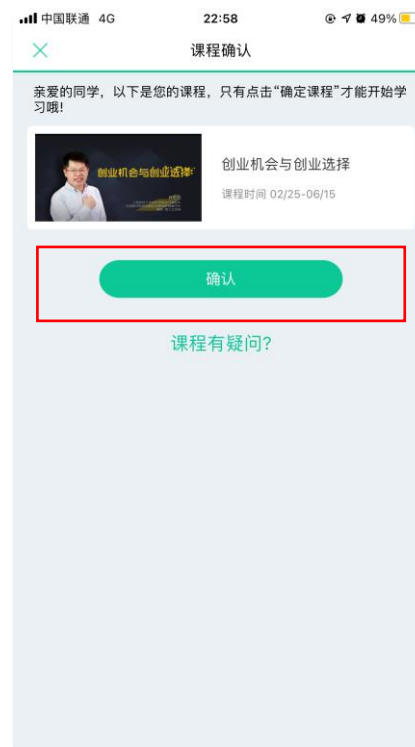 中国联通 4G 22:58 49%
课程确认
亲爱的同学，以下是您的课程，只有点击“确定课程”才能开始学
习哦！
创业机会与创业选择
创业机会与创业选择
课程时间 02/25-06/15
确认
课程有疑问？